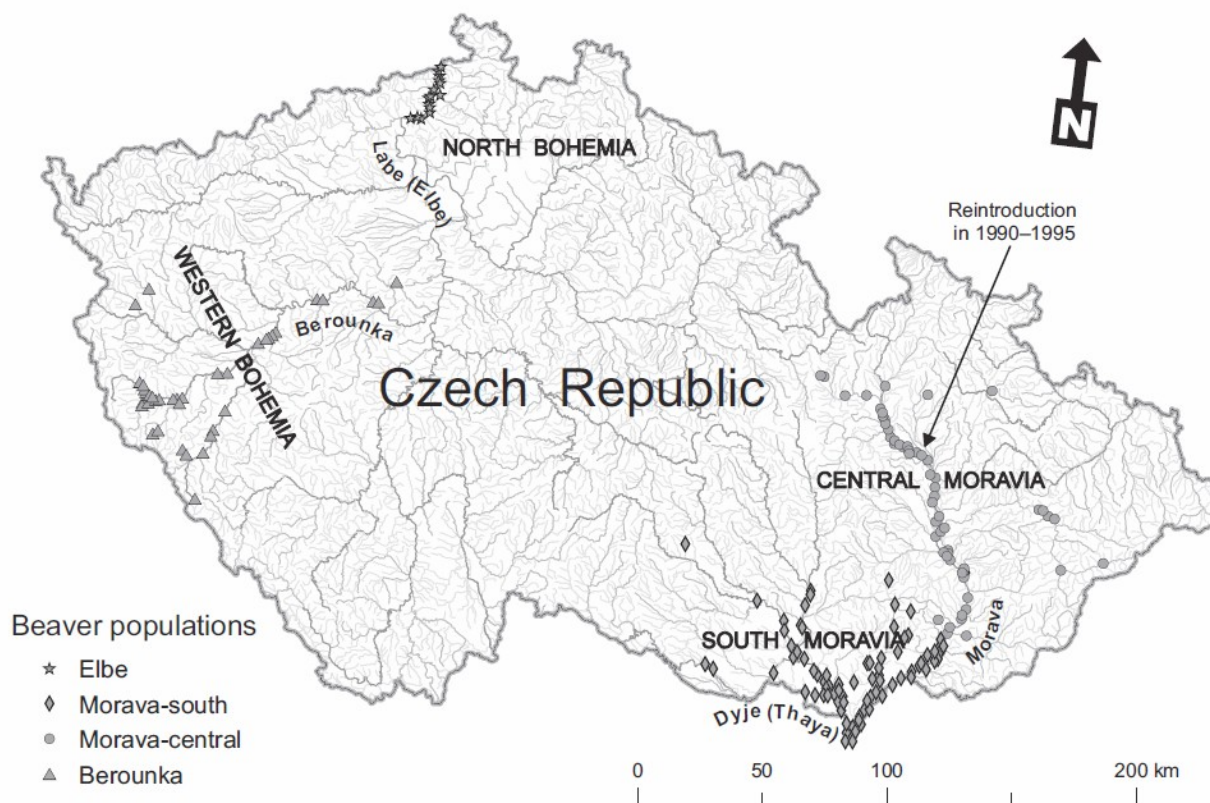 N
NORTH BOHEMIA
Labe (Elbe)
Reintroduction
in 1990–1995
WESTERN BOHEMIA
Berounka
Czech Republic
CENTRAL MORAVIA
SOUTH MORAVIA
Morava
Dyje (Thaya)
Beaver populations
Elbe
Morava-south
Morava-central
Berounka
0 50 100 200 km